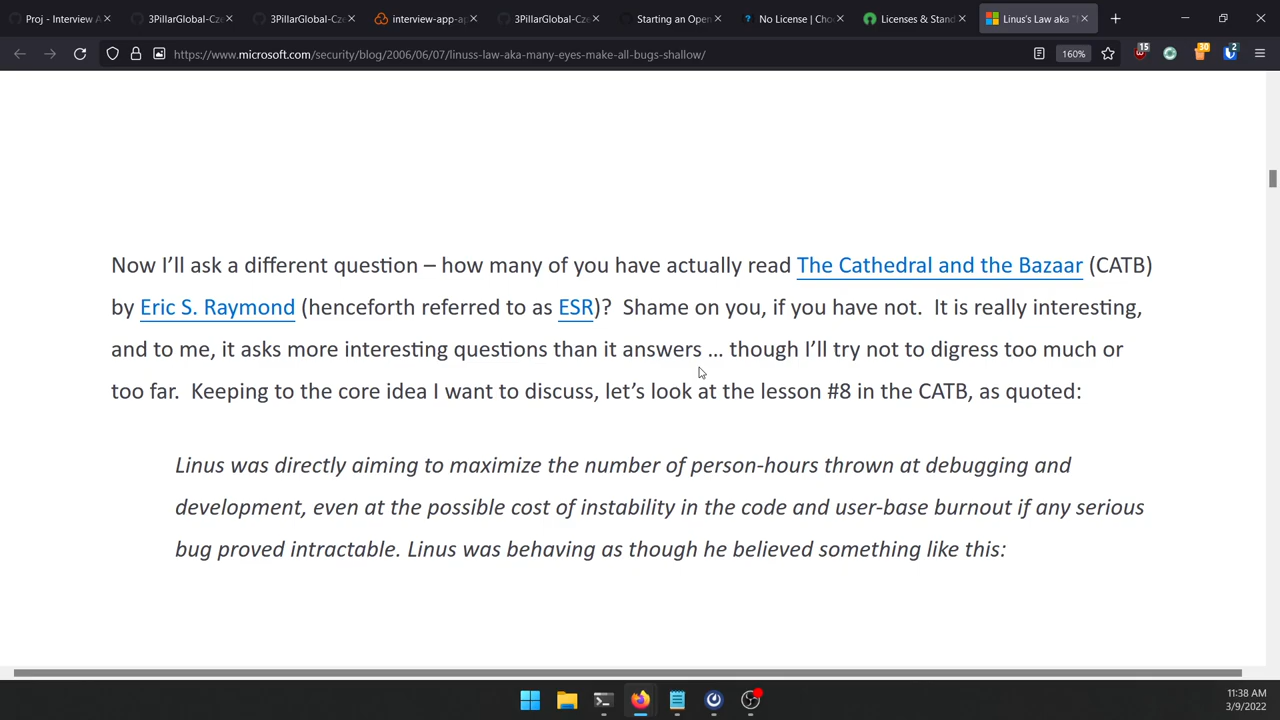 Proj - Interview A
3PillarGlobal-Cze
3PillarGlobal-Cze
interview-app-ap
3PillarGlobal-Cze
Starting an Open
No License | Cho
Licenses & Stand
Linus's Law aka "
https://www.microsoft.com/security/blog/2006/06/07/linuss-law-aka-many-eyes-make-all-bugs-shallow/
160%
15
30
2
Now I'll ask a different question – how many of you have actually read The Cathedral and the Bazaar (CATB)
by Eric S. Raymond (henceforth referred to as ESR)?  Shame on you, if you have not.  It is really interesting,
and to me, it asks more interesting questions than it answers … though I'll try not to digress too much or
too far.  Keeping to the core idea I want to discuss, let's look at the lesson #8 in the CATB, as quoted:
Linus was directly aiming to maximize the number of person-hours thrown at debugging and
development, even at the possible cost of instability in the code and user-base burnout if any serious
bug proved intractable. Linus was behaving as though he believed something like this:
11:38 AM
3/9/2022